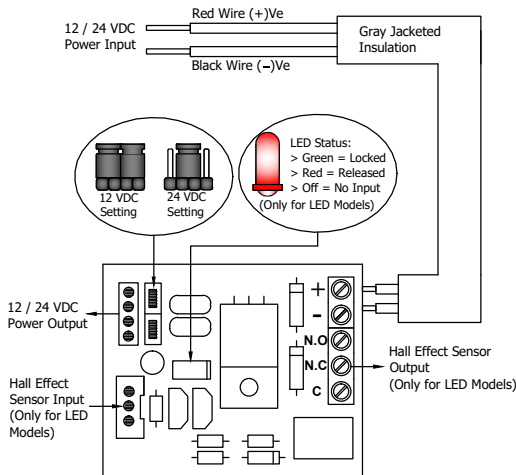 Red Wire (+)Ve
12 / 24 VDC
Power Input
Black Wire (-)Ve
Gray Jacketed
Insulation
12 VDC
Setting
24 VDC
Setting
LED Status:
> Green = Locked
> Red = Released
> Off = No Input
(Only for LED Models)
12 / 24 VDC
Power Output
+
-
N.O
N.C
C
Hall Effect Sensor
Output
(Only for LED Models)
Hall Effect
Sensor Input
(Only for LED
Models)